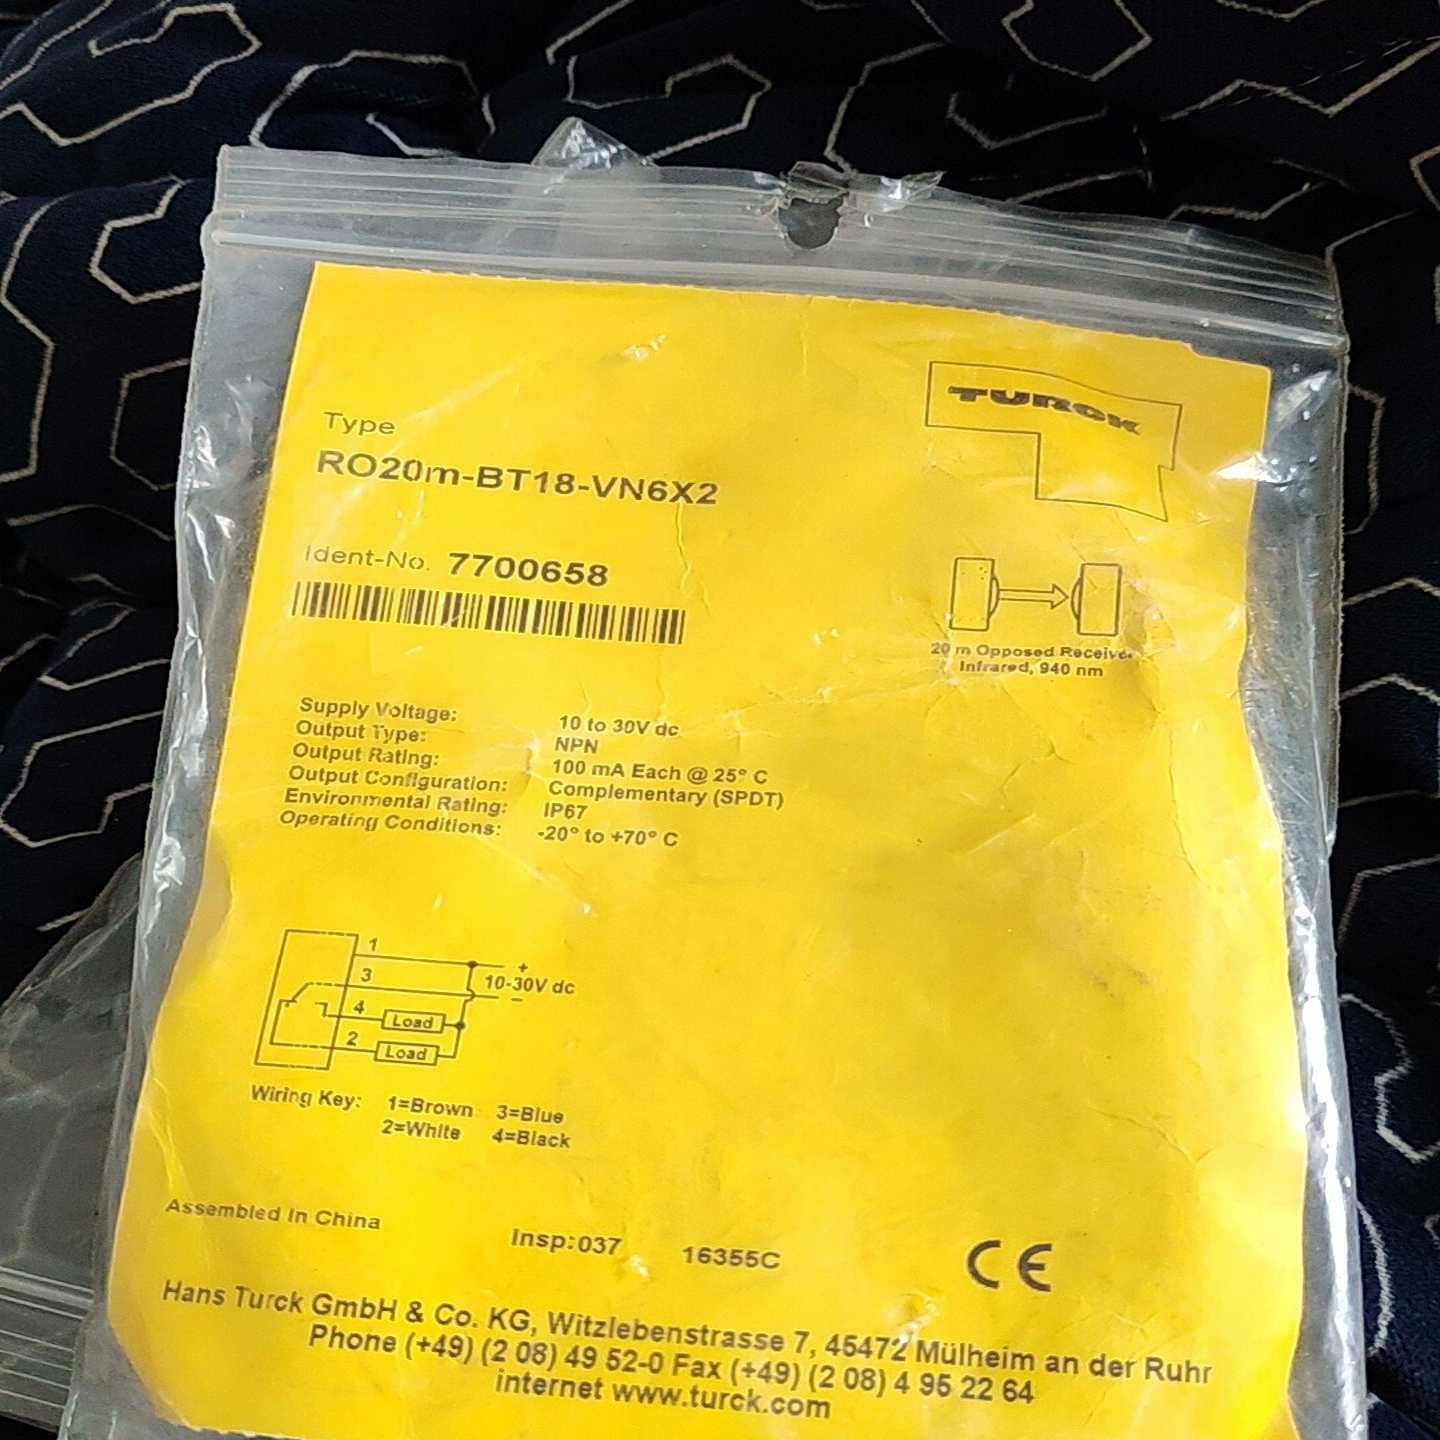 TURCK
Type
RO20m-BT18-VN6X2
Ident-No. 7700658
20 m Opposed Receiver
Infrared, 940 nm
Supply Voltage: 10 to 30V dc
Output Type: NPN
Output Rating: 100 mA Each @ 25° C
Output Configuration: Complementary (SPDT)
Environmental Rating: IP67
Operating Conditions: -20° to +70° C
1 +
3 10-30V dc
-
4 Load
2 Load
Wiring Key: 1=Brown 3=Blue
2=White 4=Black
Assembled in China
Insp:037 16355C
CE
Hans Turck GmbH & Co. KG, Witzlebenstrasse 7, 45472 Mülheim an der Ruhr
Phone (+49) (2 08) 49 52-0 Fax (+49) (2 08) 4 95 22 64
internet www.turck.com